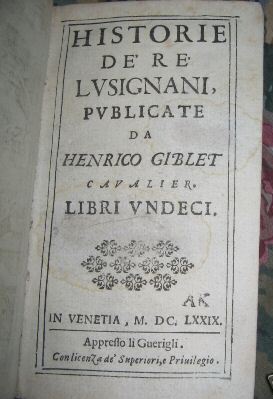 HISTORIE
DE' RE'
LVSIGNANI,
PVBLICATE
DA
HENRICO GIBLET
CAVALIER.
LIBRI VNDECI.
AK
IN VENETIA, M. DC. LXXIX.
Appresso li Guerigli.
Con licenza de' Superiori, e Priuilegio.